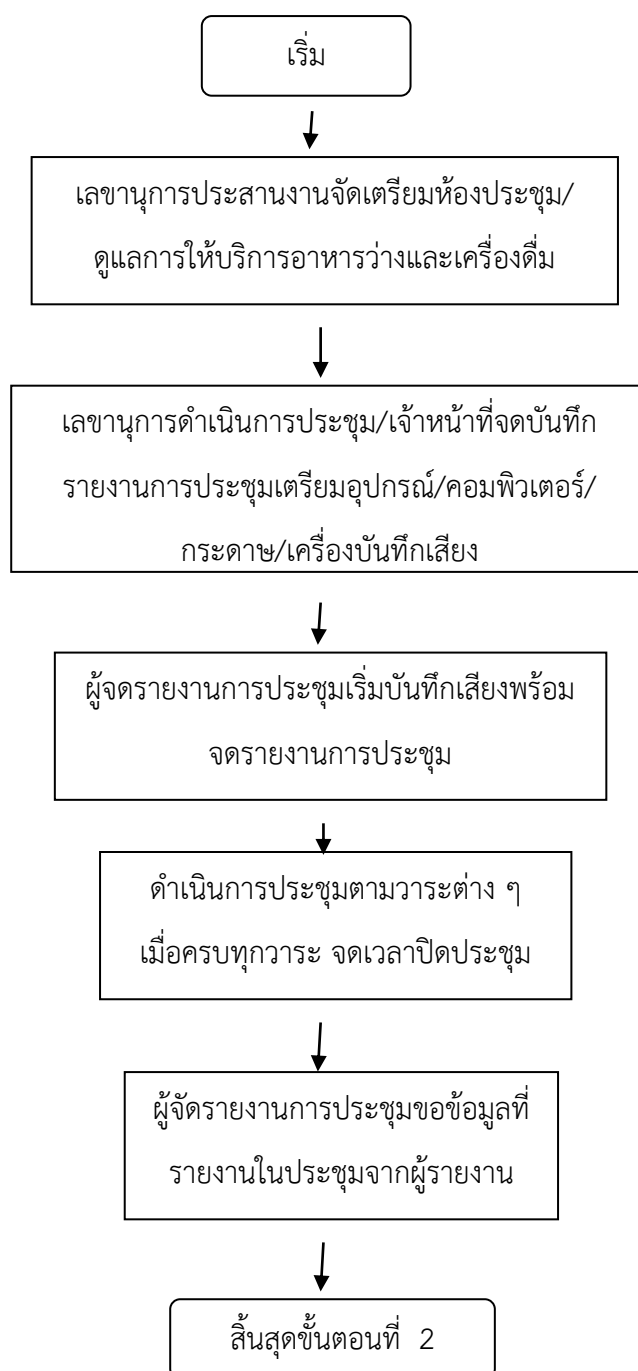 เริ่ม
เลขานุการประสานงานจัดเตรียมห้องประชุม/
ดูแลการให้บริการอาหารว่างและเครื่องดื่ม
เลขานุการดำเนินการประชุม/เจ้าหน้าที่จดบันทึก
รายงานการประชุมเตรียมอุปกรณ์/คอมพิวเตอร์/
กระดาษ/เครื่องบันทึกเสียง
ผู้จดรายงานการประชุมเริ่มบันทึกเสียงพร้อม
จดรายงานการประชุม
ดำเนินการประชุมตามวาระต่าง ๆ
เมื่อครบทุกวาระ จดเวลาปิดประชุม
ผู้จัดรายงานการประชุมขอข้อมูลที่
รายงานในประชุมจากผู้รายงาน
สิ้นสุดขั้นตอนที่ 2